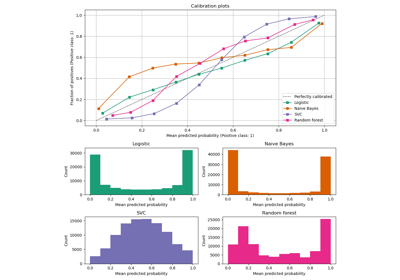 Calibration plots
1.0
0.8
0.6
0.4
0.2
0.0
Fraction of positives (Positive class: 1)
Perfectly calibrated
Logistic
Naive Bayes
SVC
Random forest
0.0 0.2 0.4 0.6 0.8 1.0
Mean predicted probability (Positive class: 1)
Logistic
30000
20000
10000
0
Count
0.0 0.2 0.4 0.6 0.8 1.0
Mean predicted probability
Naive Bayes
40000
30000
20000
10000
0
Count
0.0 0.2 0.4 0.6 0.8 1.0
Mean predicted probability
SVC
15000
10000
5000
0
Count
0.0 0.2 0.4 0.6 0.8 1.0
Mean predicted probability
Random forest
25000
20000
15000
10000
5000
0
Count
0.0 0.2 0.4 0.6 0.8 1.0
Mean predicted probability